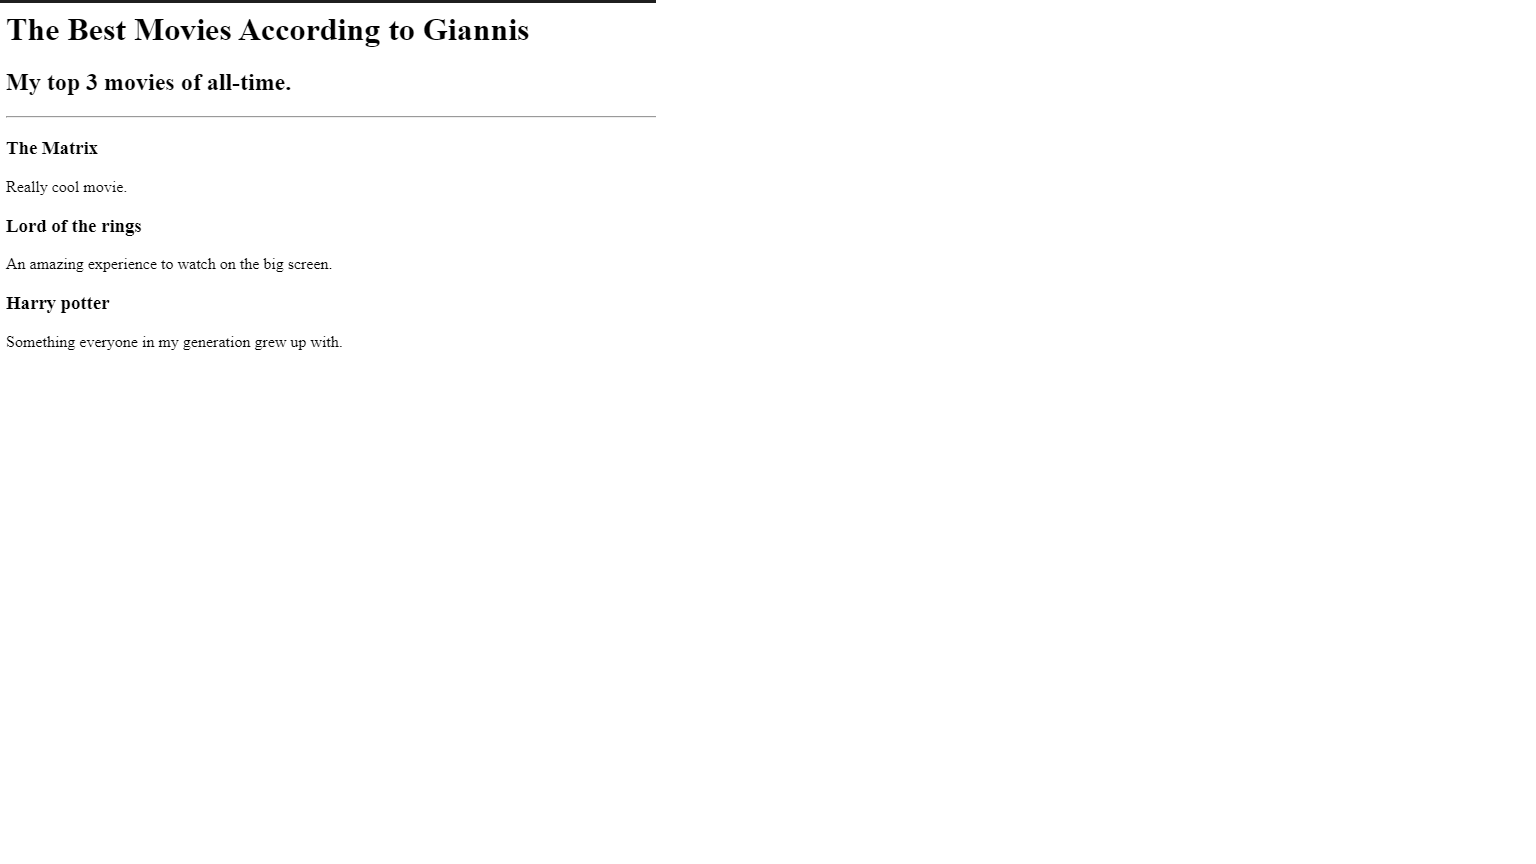 The Best Movies According to Giannis
My top 3 movies of all-time.
The Matrix
Really cool movie.
Lord of the rings
An amazing experience to watch on the big screen.
Harry potter
Something everyone in my generation grew up with.